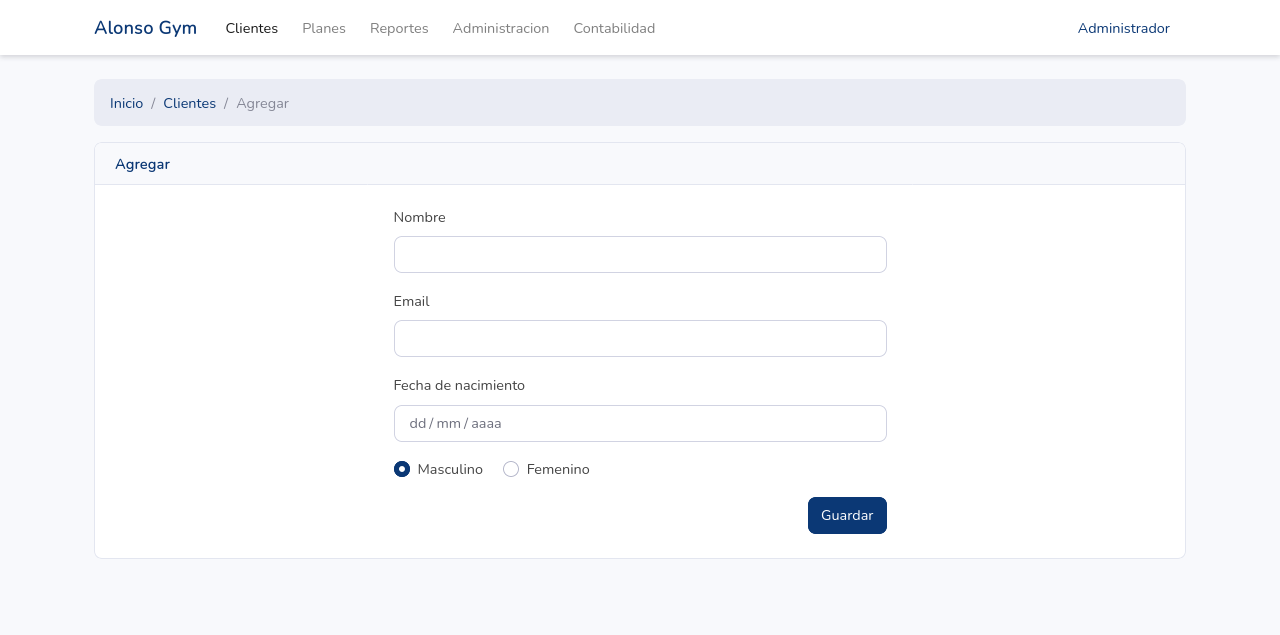 Alonso Gym Clientes Planes Reportes Administracion Contabilidad Administrador
Inicio / Clientes / Agregar
Agregar
Nombre
Email
Fecha de nacimiento
dd / mm / aaaa
Masculino Femenino
Guardar